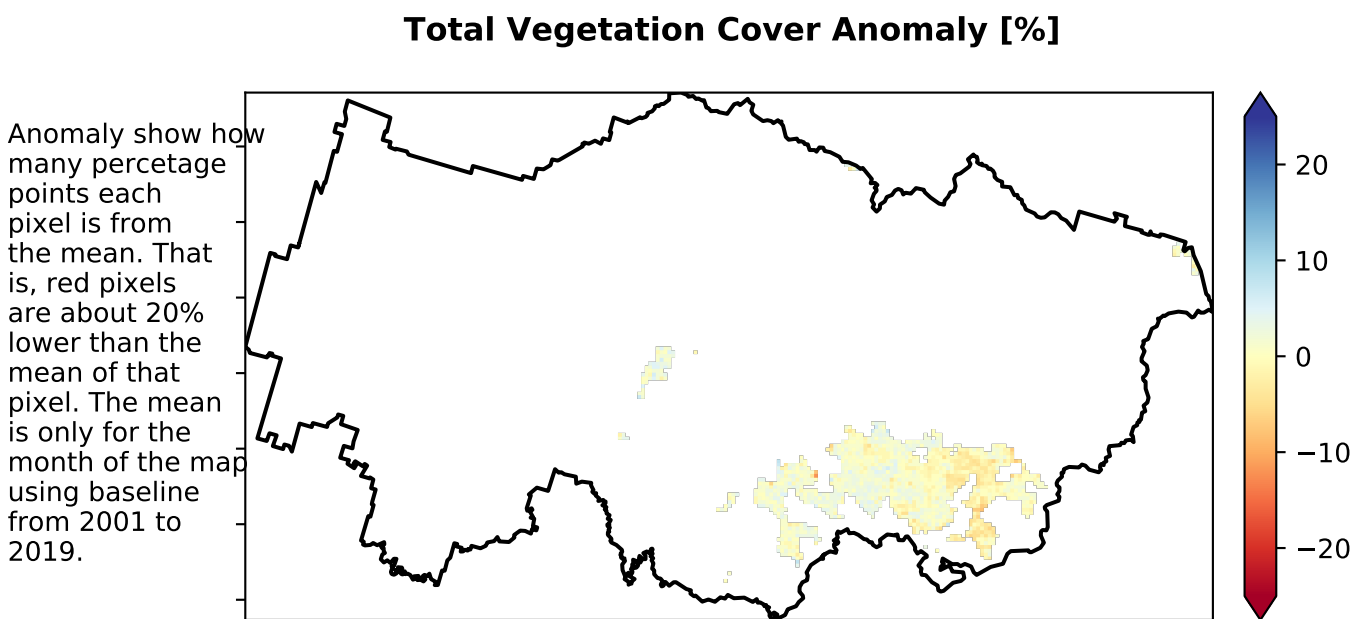 Total Vegetation Cover Anomaly [%]
Anomaly show how
many percetage
points each
pixel is from
the mean. That
is, red pixels
are about 20%
lower than the
mean of that
pixel. The mean
is only for the
month of the map
using baseline
from 2001 to
2019.
20
10
0
−10
−20